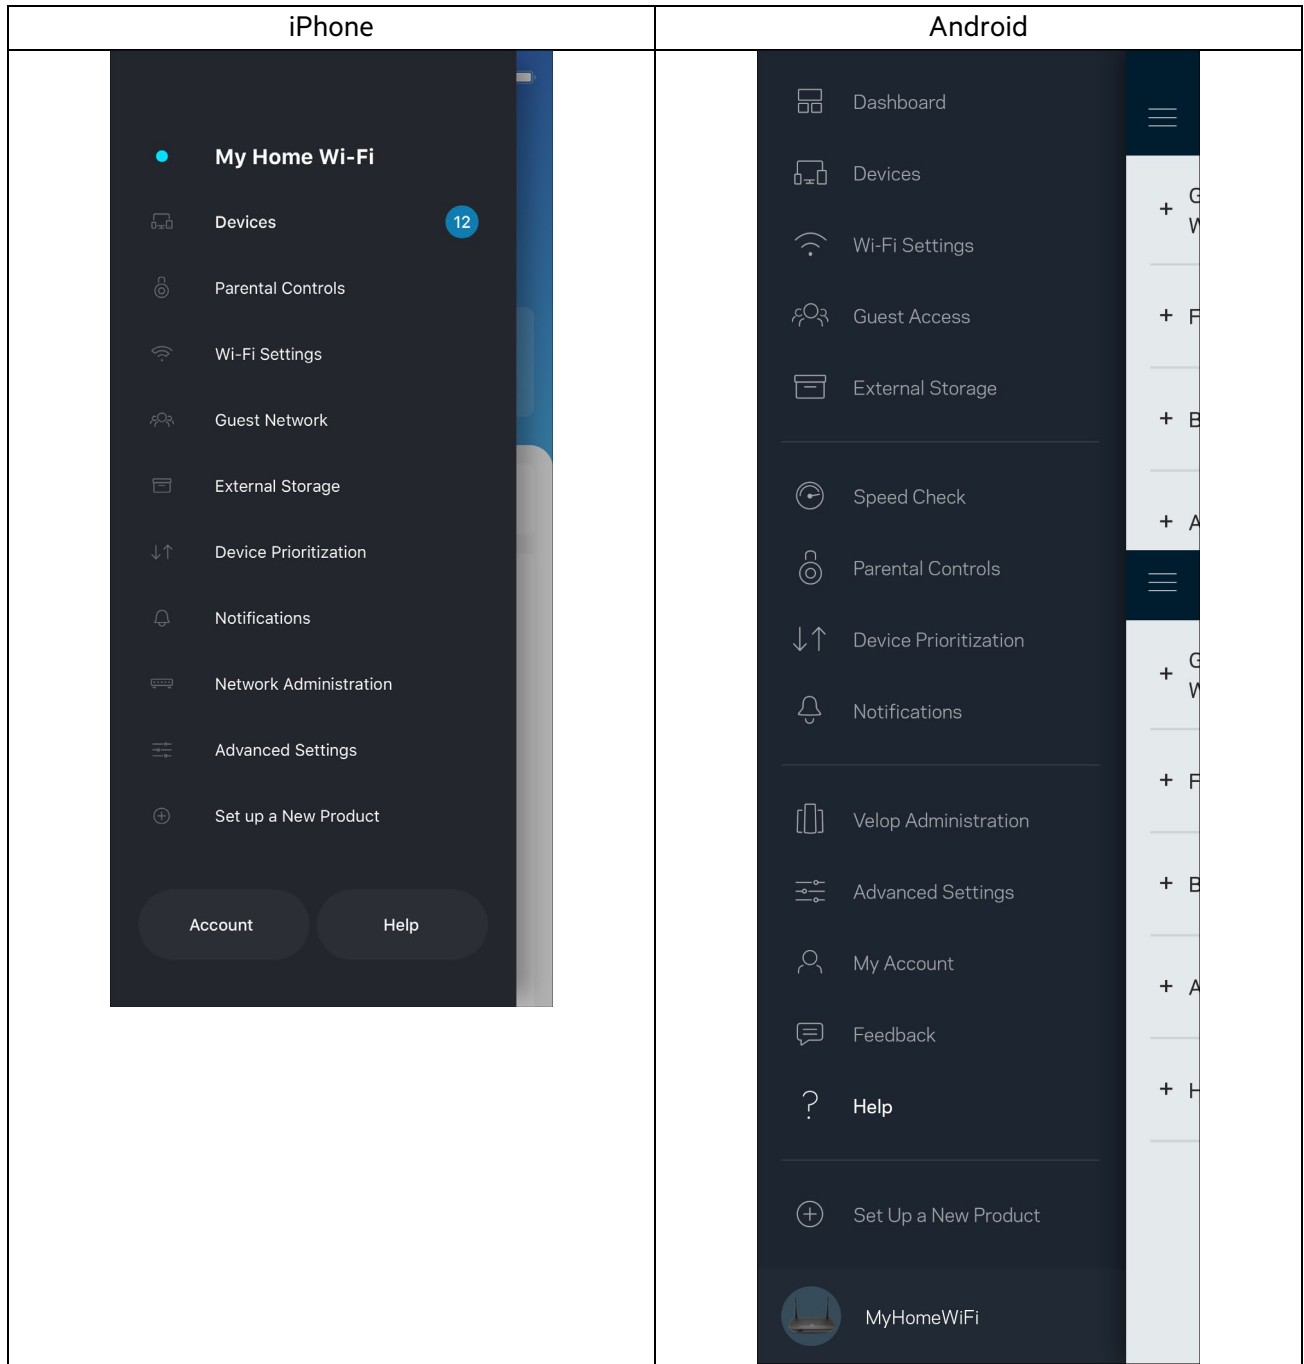 iPhone
Android
My Home Wi-Fi
Devices 12
Parental Controls
Wi-Fi Settings
Guest Network
External Storage
Device Prioritization
Notifications
Network Administration
Advanced Settings
Set up a New Product
Account Help
Dashboard
Devices
Wi-Fi Settings
Guest Access
External Storage
Speed Check
Parental Controls
Device Prioritization
Notifications
Velop Administration
Advanced Settings
My Account
Feedback
Help
Set Up a New Product
MyHomeWiFi